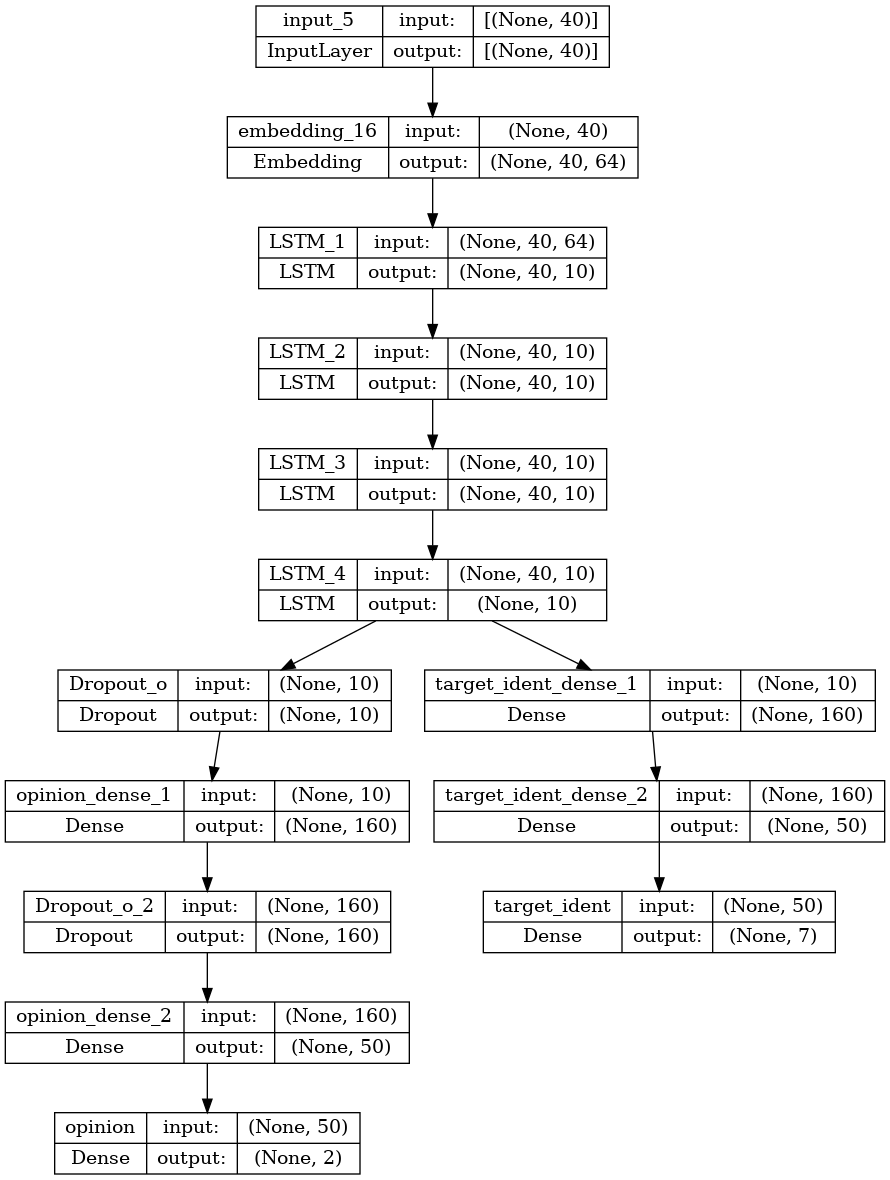 input_5 input: [(None, 40)]
InputLayer output: [(None, 40)]
embedding_16 input: (None, 40)
Embedding output: (None, 40, 64)
LSTM_1 input: (None, 40, 64)
LSTM output: (None, 40, 10)
LSTM_2 input: (None, 40, 10)
LSTM output: (None, 40, 10)
LSTM_3 input: (None, 40, 10)
LSTM output: (None, 40, 10)
LSTM_4 input: (None, 40, 10)
LSTM output: (None, 10)
Dropout_o input: (None, 10)
Dropout output: (None, 10)
target_ident_dense_1 input: (None, 10)
Dense output: (None, 160)
opinion_dense_1 input: (None, 10)
Dense output: (None, 160)
target_ident_dense_2 input: (None, 160)
Dense output: (None, 50)
Dropout_o_2 input: (None, 160)
Dropout output: (None, 160)
target_ident input: (None, 50)
Dense output: (None, 7)
opinion_dense_2 input: (None, 160)
Dense output: (None, 50)
opinion input: (None, 50)
Dense output: (None, 2)